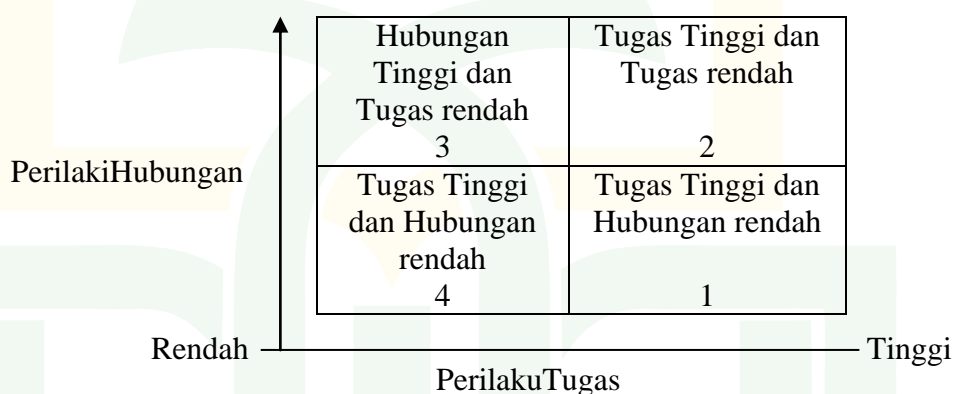 Hubungan
Tinggi dan
Tugas rendah
3
Tugas Tinggi dan
Tugas rendah
2
PerilakiHubungan
Tugas Tinggi
dan Hubungan
rendah
4
Tugas Tinggi dan
Hubungan rendah
1
Rendah
Tinggi
PerilakuTugas